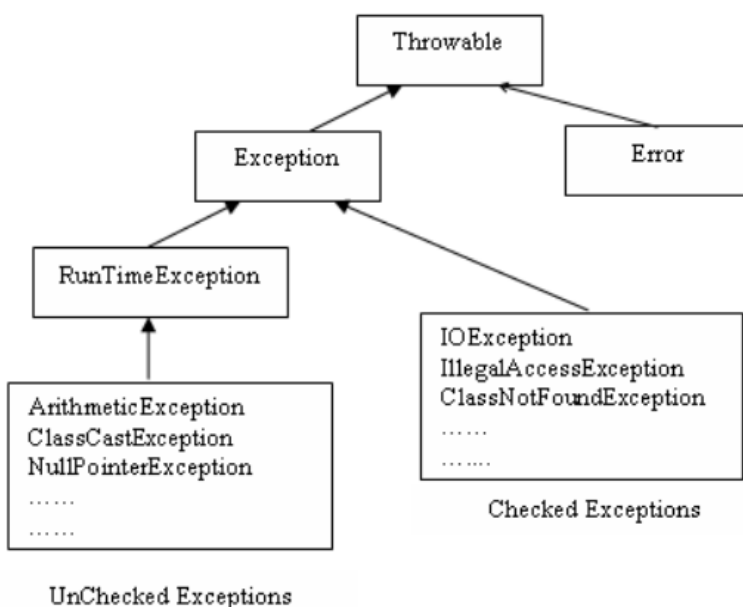 Throwable
Exception
Error
RunTimeException
IOException
IllegalAccessException
ClassNotFoundException
……
…….
ArithmeticException
ClassCastException
NullPointerException
……
……
Checked Exceptions
UnChecked Exceptions